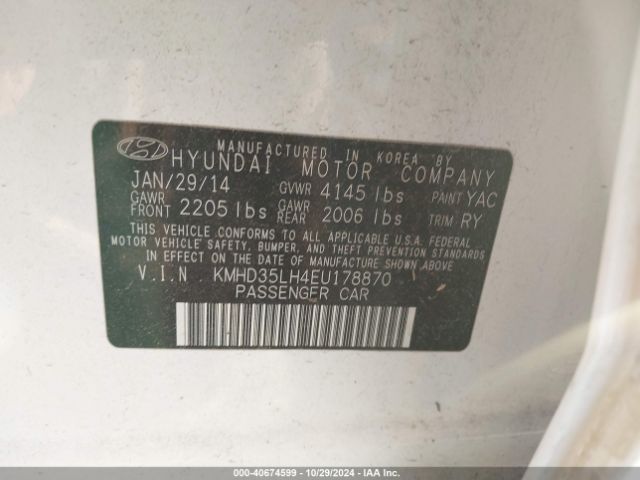 MANUFACTURED IN KOREA BY
HYUNDAI MOTOR COMPANY
JAN/29/14 GVWR 4145 lbs PAINT YAC
GAWR FRONT 2205 lbs GAWR REAR 2006 lbs TRIM RY
THIS VEHICLE CONFORMS TO ALL APPLICABLE U.S.A. FEDERAL
MOTOR VEHICLE SAFETY, BUMPER, AND THEFT PREVENTION STANDARDS
IN EFFECT ON THE DATE OF MANUFACTURE SHOWN ABOVE
V.I.N KMHD35LH4EU178870
PASSENGER CAR
000-40674599 - 10/29/2024 - IAAI.COM